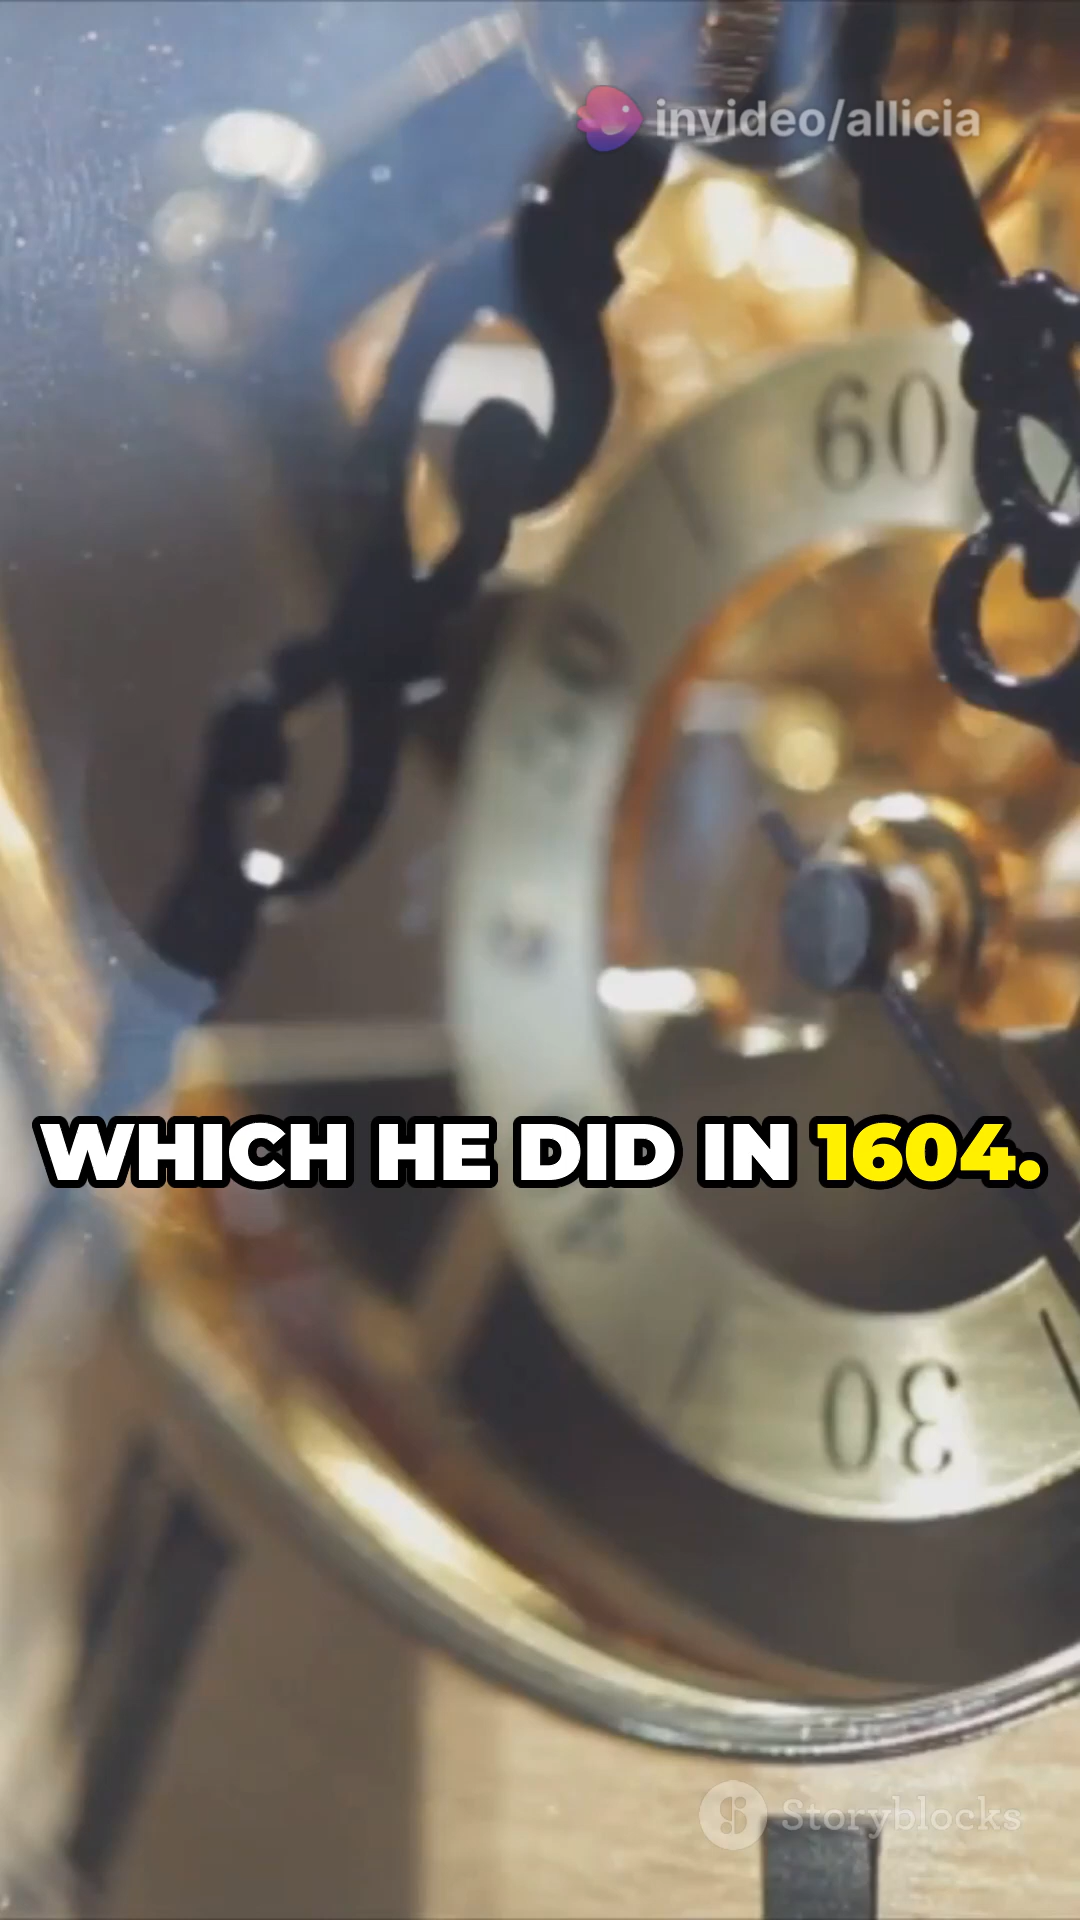 invideo/allicia
60
WHICH HE DID IN 1604.
30
Storyblocks